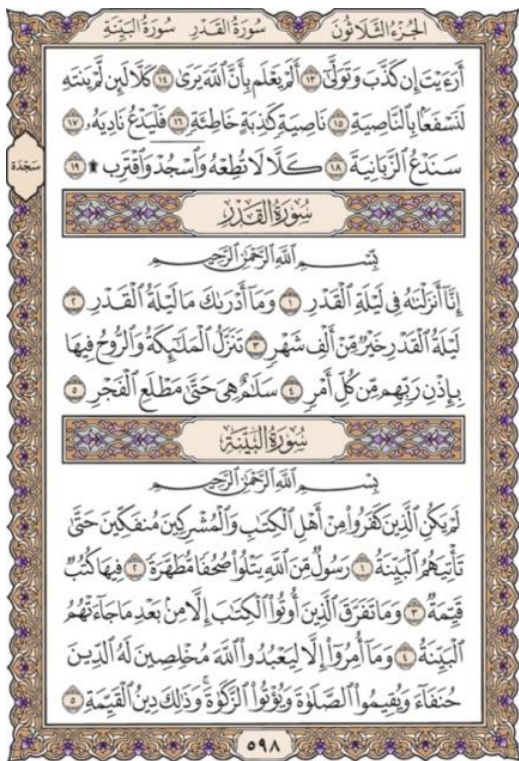 الجزء الثلاثون سورة القدر سورة البينة
أَرَءَيْتَ إِن كَذَّبَ وَتَوَلَّىٰٓ ١٣ أَلَمْ يَعْلَم بِأَنَّ ٱللَّهَ يَرَىٰ ١٤ كَلَّا لَئِن لَّمْ يَنتَهِ
لَنَسْفَعًۢا بِٱلنَّاصِيَةِ ١٥ نَاصِيَةٍ كَٰذِبَةٍ خَاطِئَةٍ ١٦ فَلْيَدْعُ نَادِيَهُۥ ١٧
سَنَدْعُ ٱلزَّبَانِيَةَ ١٨ كَلَّا لَا تُطِعْهُ وَٱسْجُدْ وَٱقْتَرِب ۩ ١٩
سجدة
سُورَةُ القَدْرِ
بِسْمِ ٱللَّهِ ٱلرَّحْمَٰنِ ٱلرَّحِيمِ
إِنَّآ أَنزَلْنَٰهُ فِى لَيْلَةِ ٱلْقَدْرِ ١ وَمَآ أَدْرَىٰكَ مَا لَيْلَةُ ٱلْقَدْرِ ٢
لَيْلَةُ ٱلْقَدْرِ خَيْرٌ مِّنْ أَلْفِ شَهْرٍ ٣ تَنَزَّلُ ٱلْمَلَٰٓئِكَةُ وَٱلرُّوحُ فِيهَا
بِإِذْنِ رَبِّهِم مِّن كُلِّ أَمْرٍ ٤ سَلَٰمٌ هِىَ حَتَّىٰ مَطْلَعِ ٱلْفَجْرِ ٥
سُورَةُ البَيِّنَةِ
بِسْمِ ٱللَّهِ ٱلرَّحْمَٰنِ ٱلرَّحِيمِ
لَمْ يَكُنِ ٱلَّذِينَ كَفَرُوا۟ مِنْ أَهْلِ ٱلْكِتَٰبِ وَٱلْمُشْرِكِينَ مُنفَكِّينَ حَتَّىٰ
تَأْتِيَهُمُ ٱلْبَيِّنَةُ ١ رَسُولٌ مِّنَ ٱللَّهِ يَتْلُوا۟ صُحُفًا مُّطَهَّرَةً ٢ فِيهَا كُتُبٌ
قَيِّمَةٌ ٣ وَمَا تَفَرَّقَ ٱلَّذِينَ أُوتُوا۟ ٱلْكِتَٰبَ إِلَّا مِنۢ بَعْدِ مَا جَآءَتْهُمُ
ٱلْبَيِّنَةُ ٤ وَمَآ أُمِرُوٓا۟ إِلَّا لِيَعْبُدُوا۟ ٱللَّهَ مُخْلِصِينَ لَهُ ٱلدِّينَ
حُنَفَآءَ وَيُقِيمُوا۟ ٱلصَّلَوٰةَ وَيُؤْتُوا۟ ٱلزَّكَوٰةَ ۚ وَذَٰلِكَ دِينُ ٱلْقَيِّمَةِ ٥
٥٩٨